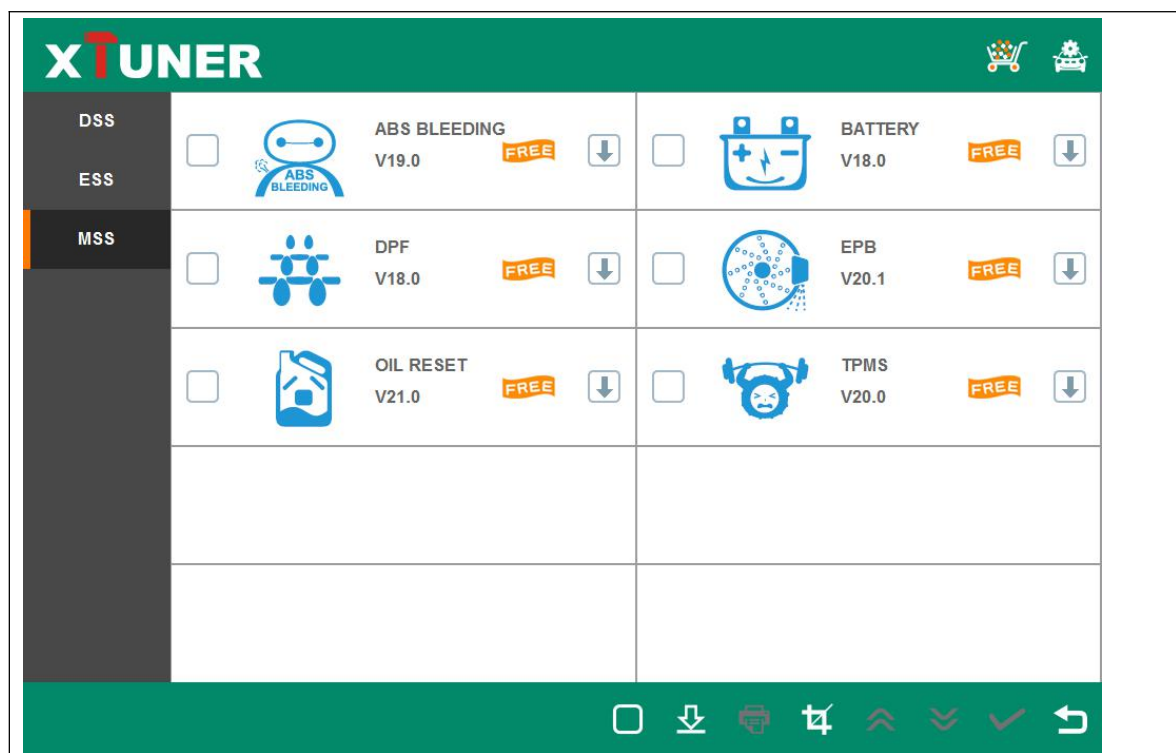 XTUNER
DSS
ESS
MSS
ABS BLEEDING
V19.0
FREE
ABS
BLEEDING
BATTERY
V18.0
FREE
DPF
V18.0
FREE
EPB
V20.1
FREE
OIL RESET
V21.0
FREE
TPMS
V20.0
FREE